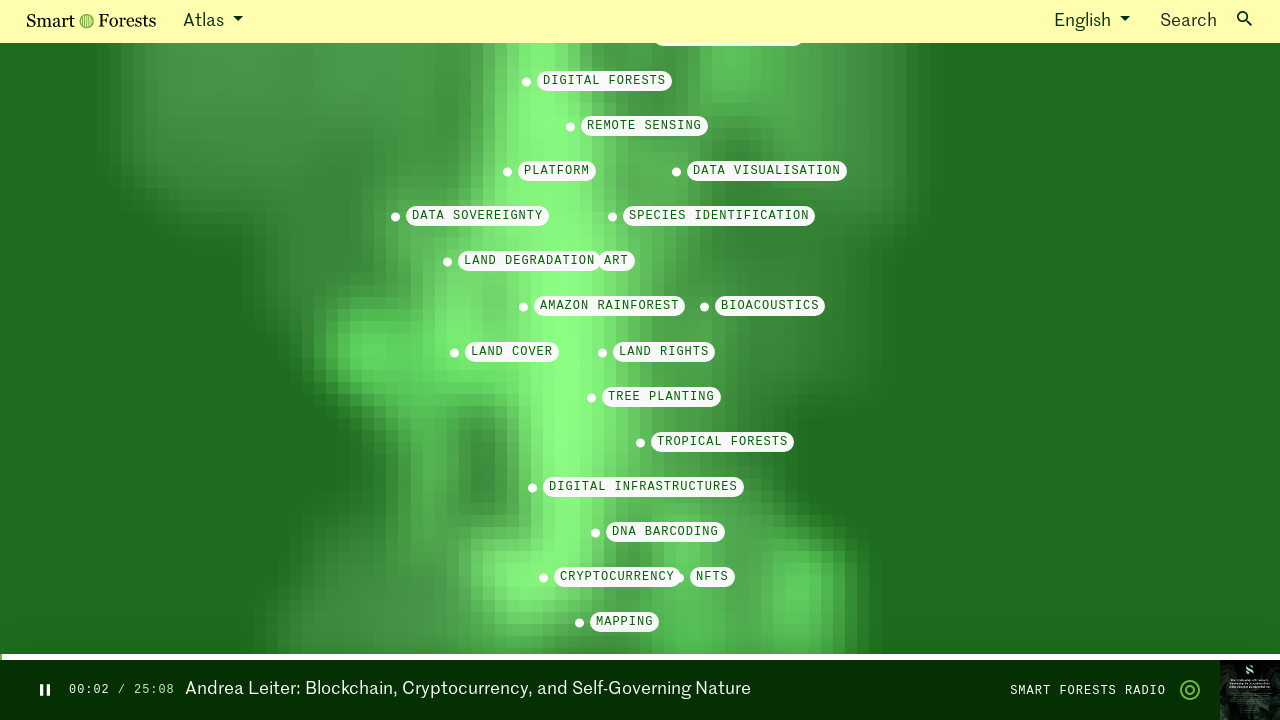 Smart Forests Atlas English Search
DIGITAL FORESTS
REMOTE SENSING
PLATFORM DATA VISUALISATION
DATA SOVEREIGNTY SPECIES IDENTIFICATION
LAND DEGRADATION ART
AMAZON RAINFOREST BIOACOUSTICS
LAND COVER LAND RIGHTS
TREE PLANTING
TROPICAL FORESTS
DIGITAL INFRASTRUCTURES
DNA BARCODING
CRYPTOCURRENCY NFTS
MAPPING
00:02 / 25:08 Andrea Leiter: Blockchain, Cryptocurrency, and Self-Governing Nature SMART FORESTS RADIO